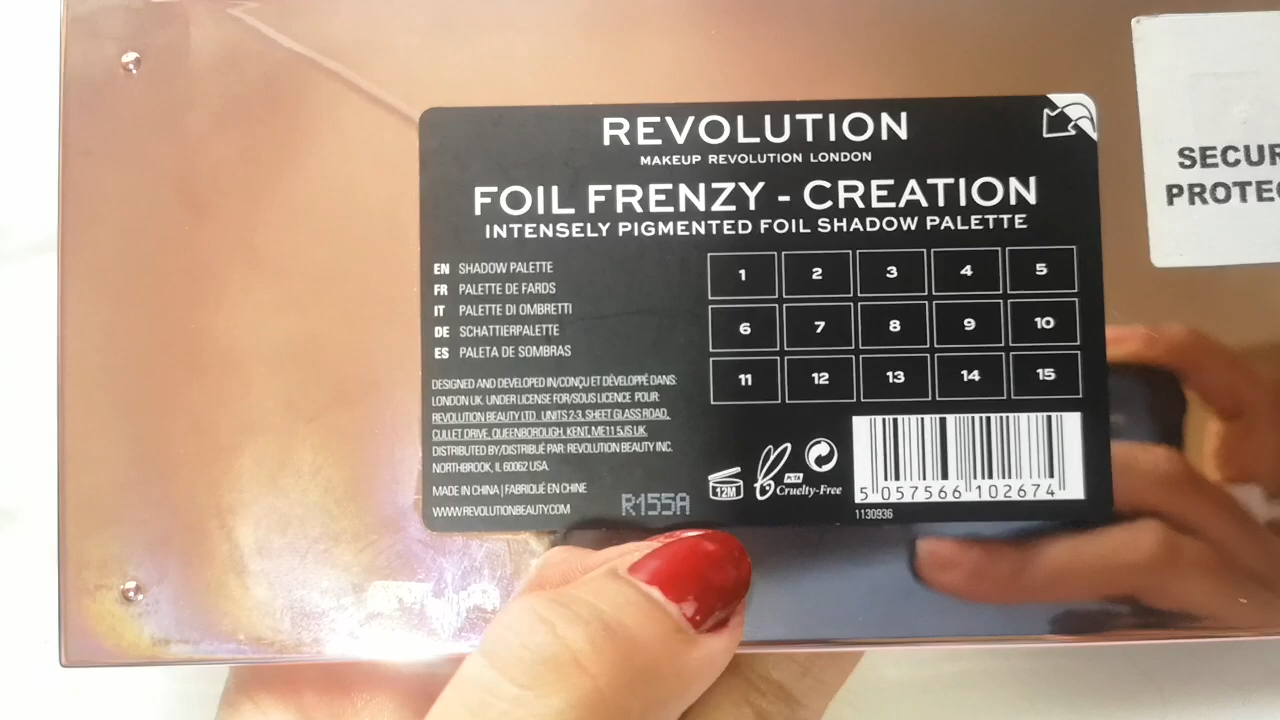 REVOLUTION
MAKEUP REVOLUTION LONDON
FOIL FRENZY - CREATION
INTENSELY PIGMENTED FOIL SHADOW PALETTE
EN SHADOW PALETTE
FR PALETTE DE FARDS
IT PALETTE DI OMBRETTI
DE SCHATTIERPALETTE
ES PALETA DE SOMBRAS
1 2 3 4 5
6 7 8 9 10
11 12 13 14 15
DESIGNED AND DEVELOPED IN/CONÇU ET DÉVELOPPÉ DANS:
LONDON UK. UNDER LICENSE FOR/SOUS LICENCE POUR:
REVOLUTION BEAUTY LTD, UNITS 2-3, SHEET GLASS ROAD,
CULLET DRIVE, QUEENBOROUGH, KENT, ME11 5JS UK.
DISTRIBUTED BY/DISTRIBUÉ PAR: REVOLUTION BEAUTY INC.
NORTHBROOK, IL 60062 USA.
MADE IN CHINA | FABRIQUÉ EN CHINE
WWW.REVOLUTIONBEAUTY.COM
R155A
12M
PETA
Cruelty-Free
5 057566 102674
1130936
SECUR
PROTEC